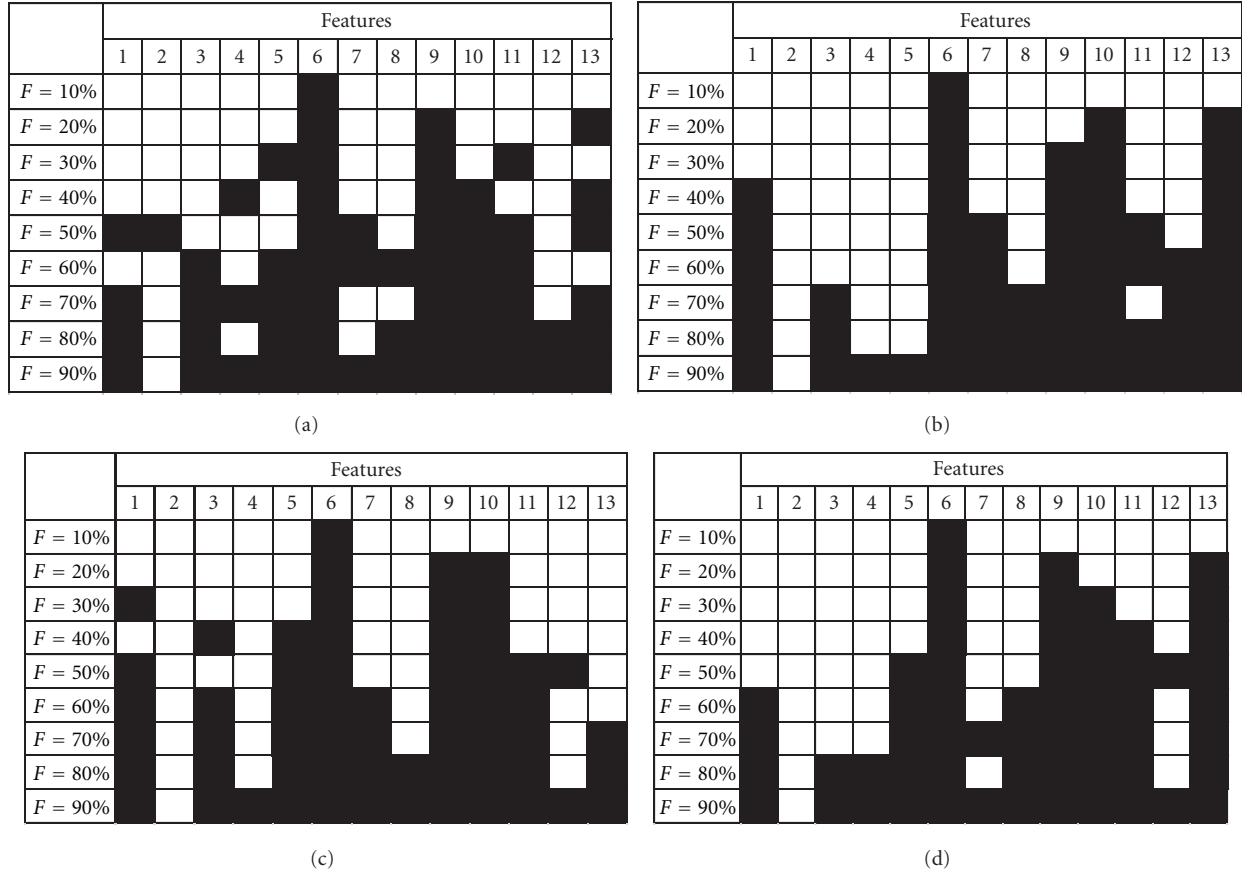 Features
1 2 3 4 5 6 7 8 9 10 11 12 13
F = 10%
F = 20%
F = 30%
F = 40%
F = 50%
F = 60%
F = 70%
F = 80%
F = 90%
(a)
Features
1 2 3 4 5 6 7 8 9 10 11 12 13
F = 10%
F = 20%
F = 30%
F = 40%
F = 50%
F = 60%
F = 70%
F = 80%
F = 90%
(b)
Features
1 2 3 4 5 6 7 8 9 10 11 12 13
F = 10%
F = 20%
F = 30%
F = 40%
F = 50%
F = 60%
F = 70%
F = 80%
F = 90%
(c)
Features
1 2 3 4 5 6 7 8 9 10 11 12 13
F = 10%
F = 20%
F = 30%
F = 40%
F = 50%
F = 60%
F = 70%
F = 80%
F = 90%
(d)